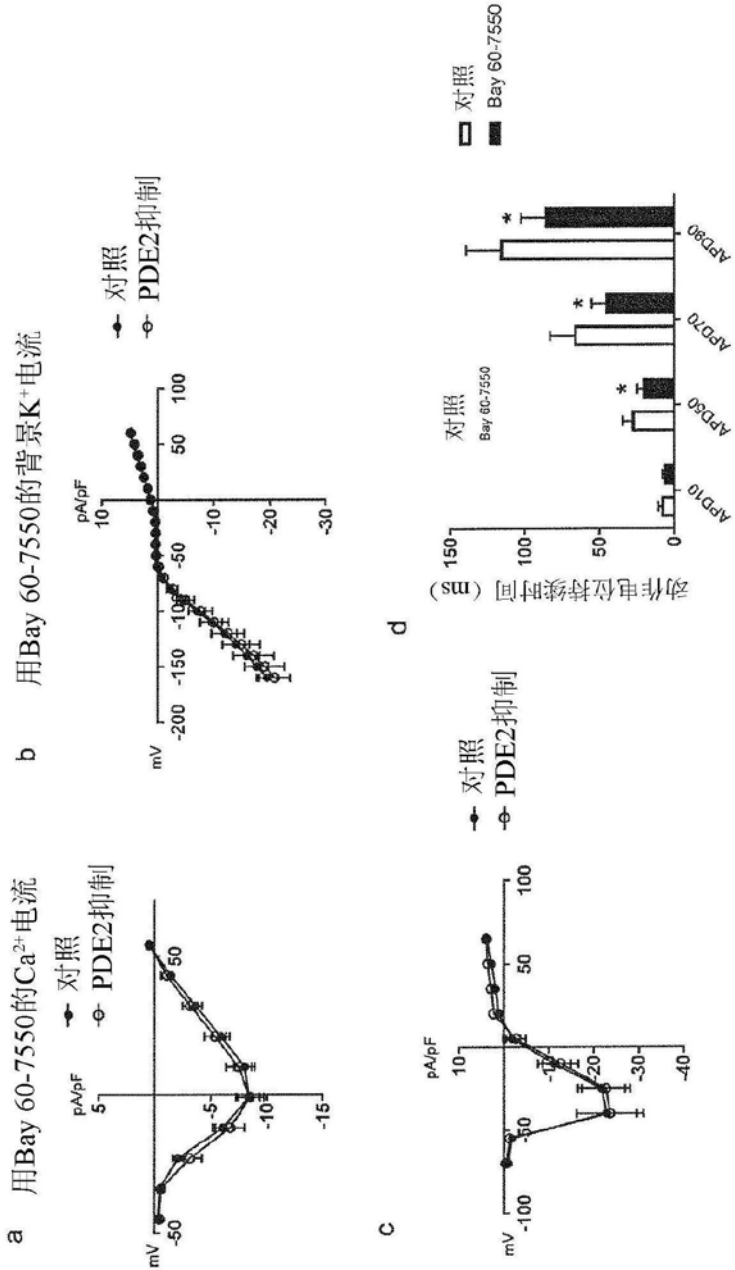 a 用Bay 60-7550的Ca²⁺电流
对照
PDE2抑制
pA/pF
5
mV
-50
50
-5
-10
-15
b 用Bay 60-7550的背景K⁺电流
对照
PDE2抑制
pA/pF
10
mV
-200
-150
-100
-50
50
100
-10
-20
-30
c
对照
PDE2抑制
pA/pF
10
mV
-100
-50
50
100
-10
-20
-30
-40
d
对照
Bay 60-7550
对照
Bay 60-7550
动作电位持续时间（ms）
150
100
50
0
*
*
*
APD10
APD50
APD70
APD90